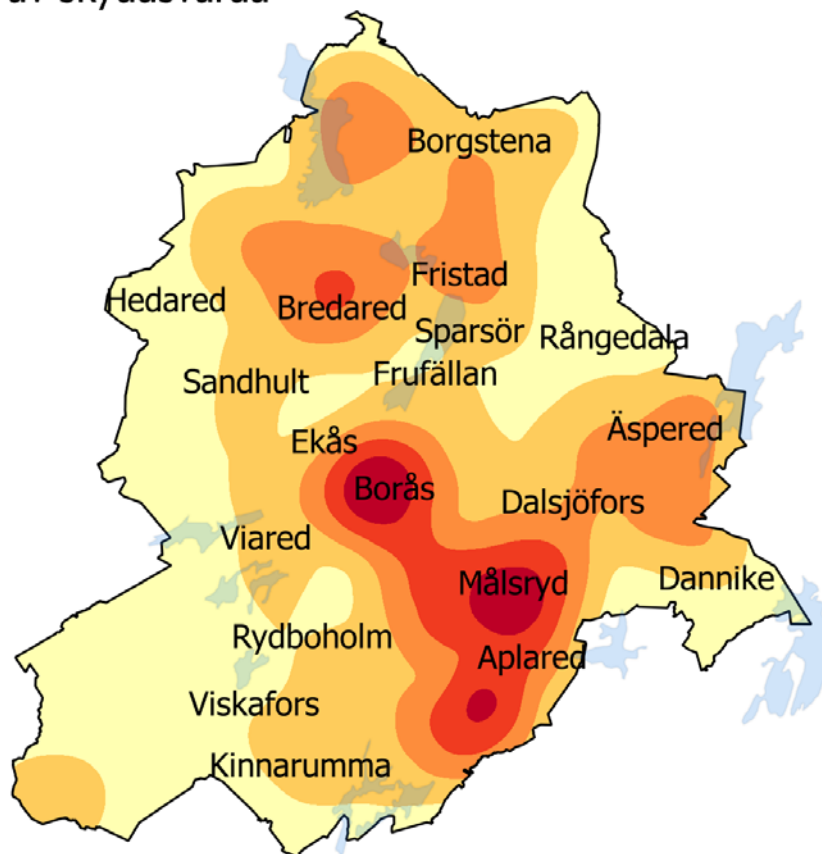 Borgstena
Fristad
Hedared
Bredared
Sparsör
Rångedala
Sandhult
Frufällan
Äspered
Ekås
Borås
Dalsjöfors
Viared
Målsryd
Dannike
Rydboholm
Aplared
Viskafors
Kinnarumma